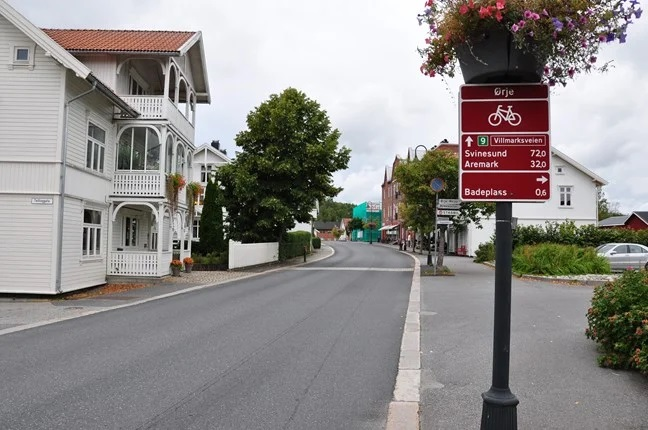 Ørje
9 Villmarksveien
Svinesund 72,0
Aremark 32,0
Badeplass 0,6